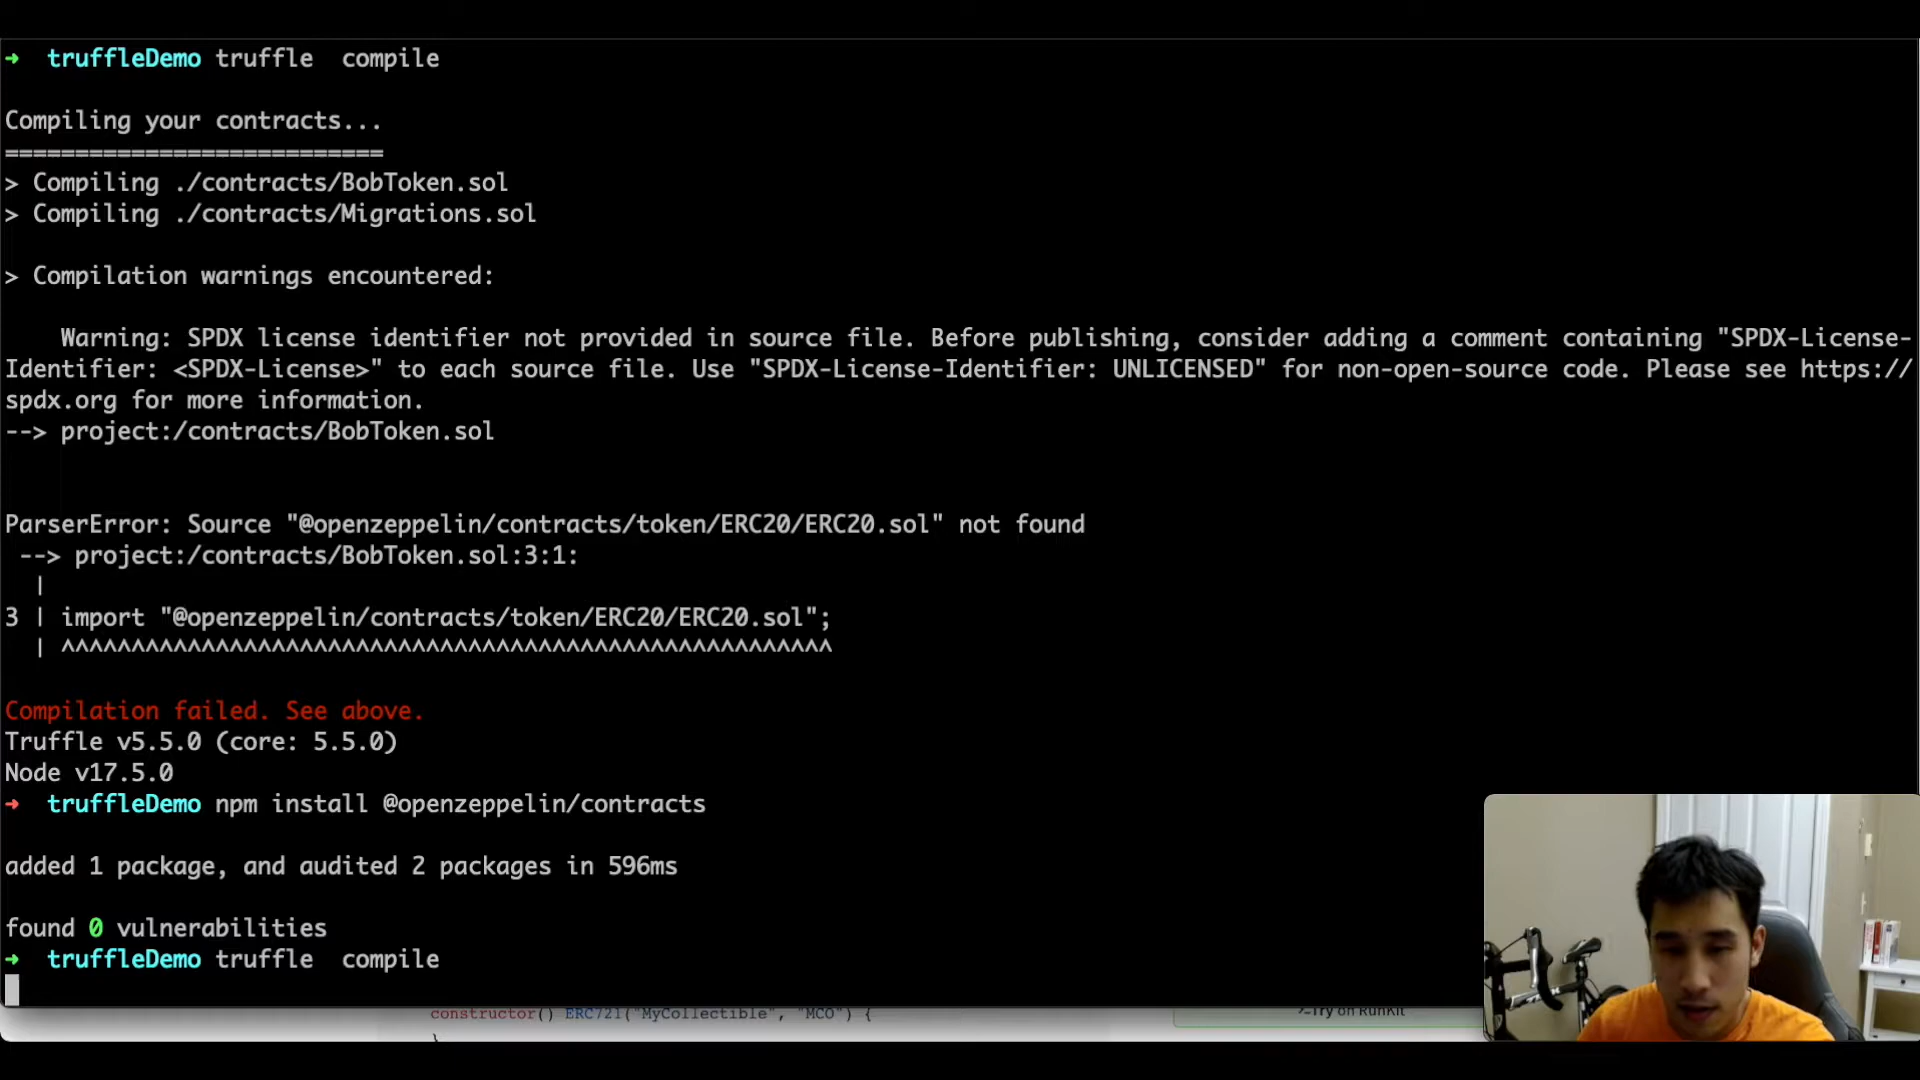 ➜ truffleDemo truffle  compile
Compiling your contracts...
===========================
> Compiling ./contracts/BobToken.sol
> Compiling ./contracts/Migrations.sol
> Compilation warnings encountered:
Warning: SPDX license identifier not provided in source file. Before publishing, consider adding a comment containing "SPDX-License-
Identifier: <SPDX-License>" to each source file. Use "SPDX-License-Identifier: UNLICENSED" for non-open-source code. Please see https://
spdx.org for more information.
--> project:/contracts/BobToken.sol
ParserError: Source "@openzeppelin/contracts/token/ERC20/ERC20.sol" not found
--> project:/contracts/BobToken.sol:3:1:
|
3 | import "@openzeppelin/contracts/token/ERC20/ERC20.sol";
| ^^^^^^^^^^^^^^^^^^^^^^^^^^^^^^^^^^^^^^^^^^^^^^^^^^^^^^^
Compilation failed. See above.
Truffle v5.5.0 (core: 5.5.0)
Node v17.5.0
➜ truffleDemo npm install @openzeppelin/contracts
added 1 package, and audited 2 packages in 596ms
found 0 vulnerabilities
➜ truffleDemo truffle  compile
constructor() ERC721("MyCollectible", "MCO") {
>_Try on RunKit
}